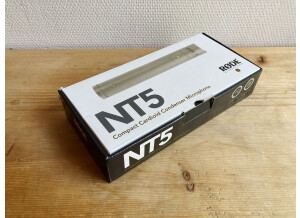 RØDE
NT5
Compact Cardioid Condenser Microphone
NT5